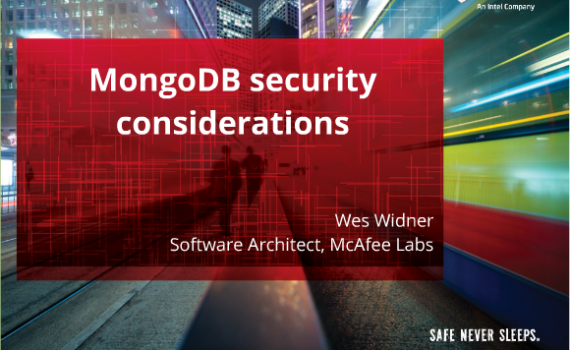 An Intel Company
MongoDB security
considerations
Wes Widner
Software Architect, McAfee Labs
SAFE NEVER SLEEPS.